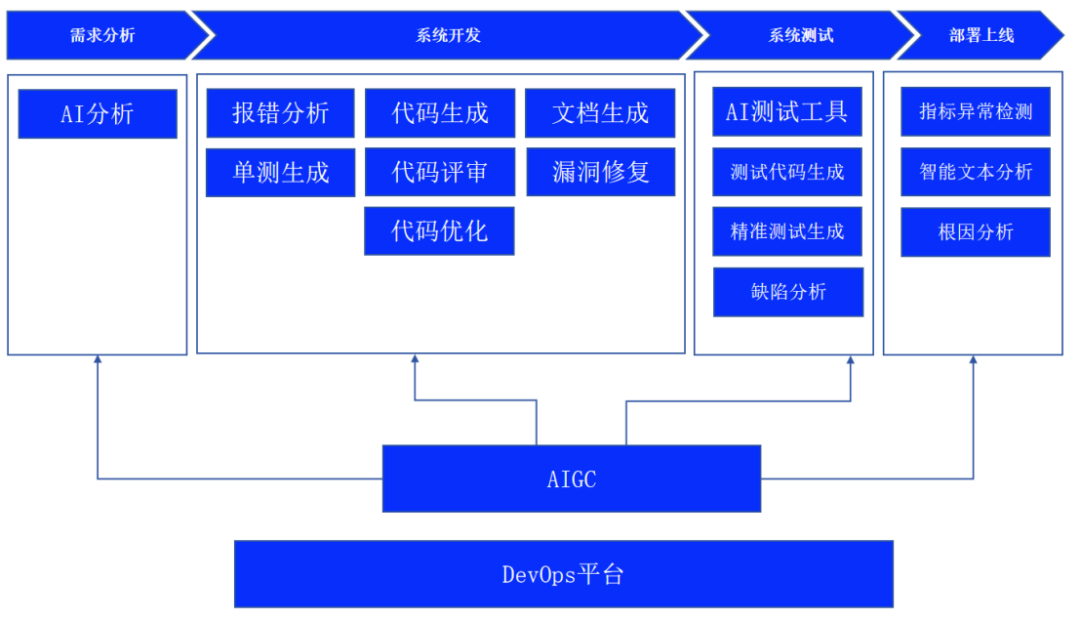 需求分析
系统开发
系统测试
部署上线
AI分析
报错分析
代码生成
文档生成
单测生成
代码评审
漏洞修复
代码优化
AI测试工具
测试代码生成
精准测试生成
缺陷分析
指标异常检测
智能文本分析
根因分析
AIGC
DevOps平台